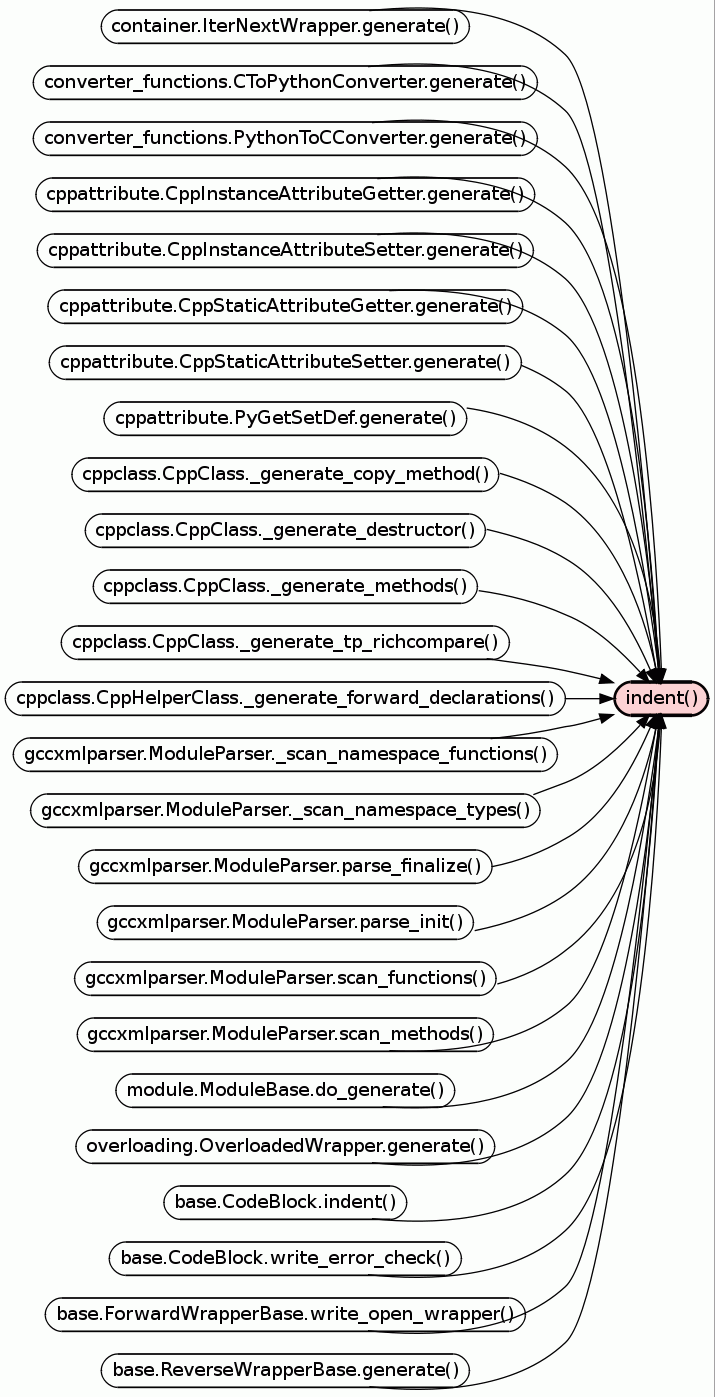 container.IterNextWrapper.generate()
converter_functions.CToPythonConverter.generate()
converter_functions.PythonToCConverter.generate()
cppattribute.CppInstanceAttributeGetter.generate()
cppattribute.CppInstanceAttributeSetter.generate()
cppattribute.CppStaticAttributeGetter.generate()
cppattribute.CppStaticAttributeSetter.generate()
cppattribute.PyGetSetDef.generate()
cppclass.CppClass._generate_copy_method()
cppclass.CppClass._generate_destructor()
cppclass.CppClass._generate_methods()
cppclass.CppClass._generate_tp_richcompare()
cppclass.CppHelperClass._generate_forward_declarations()
indent()
gccxmlparser.ModuleParser._scan_namespace_functions()
gccxmlparser.ModuleParser._scan_namespace_types()
gccxmlparser.ModuleParser.parse_finalize()
gccxmlparser.ModuleParser.parse_init()
gccxmlparser.ModuleParser.scan_functions()
gccxmlparser.ModuleParser.scan_methods()
module.ModuleBase.do_generate()
overloading.OverloadedWrapper.generate()
base.CodeBlock.indent()
base.CodeBlock.write_error_check()
base.ForwardWrapperBase.write_open_wrapper()
base.ReverseWrapperBase.generate()